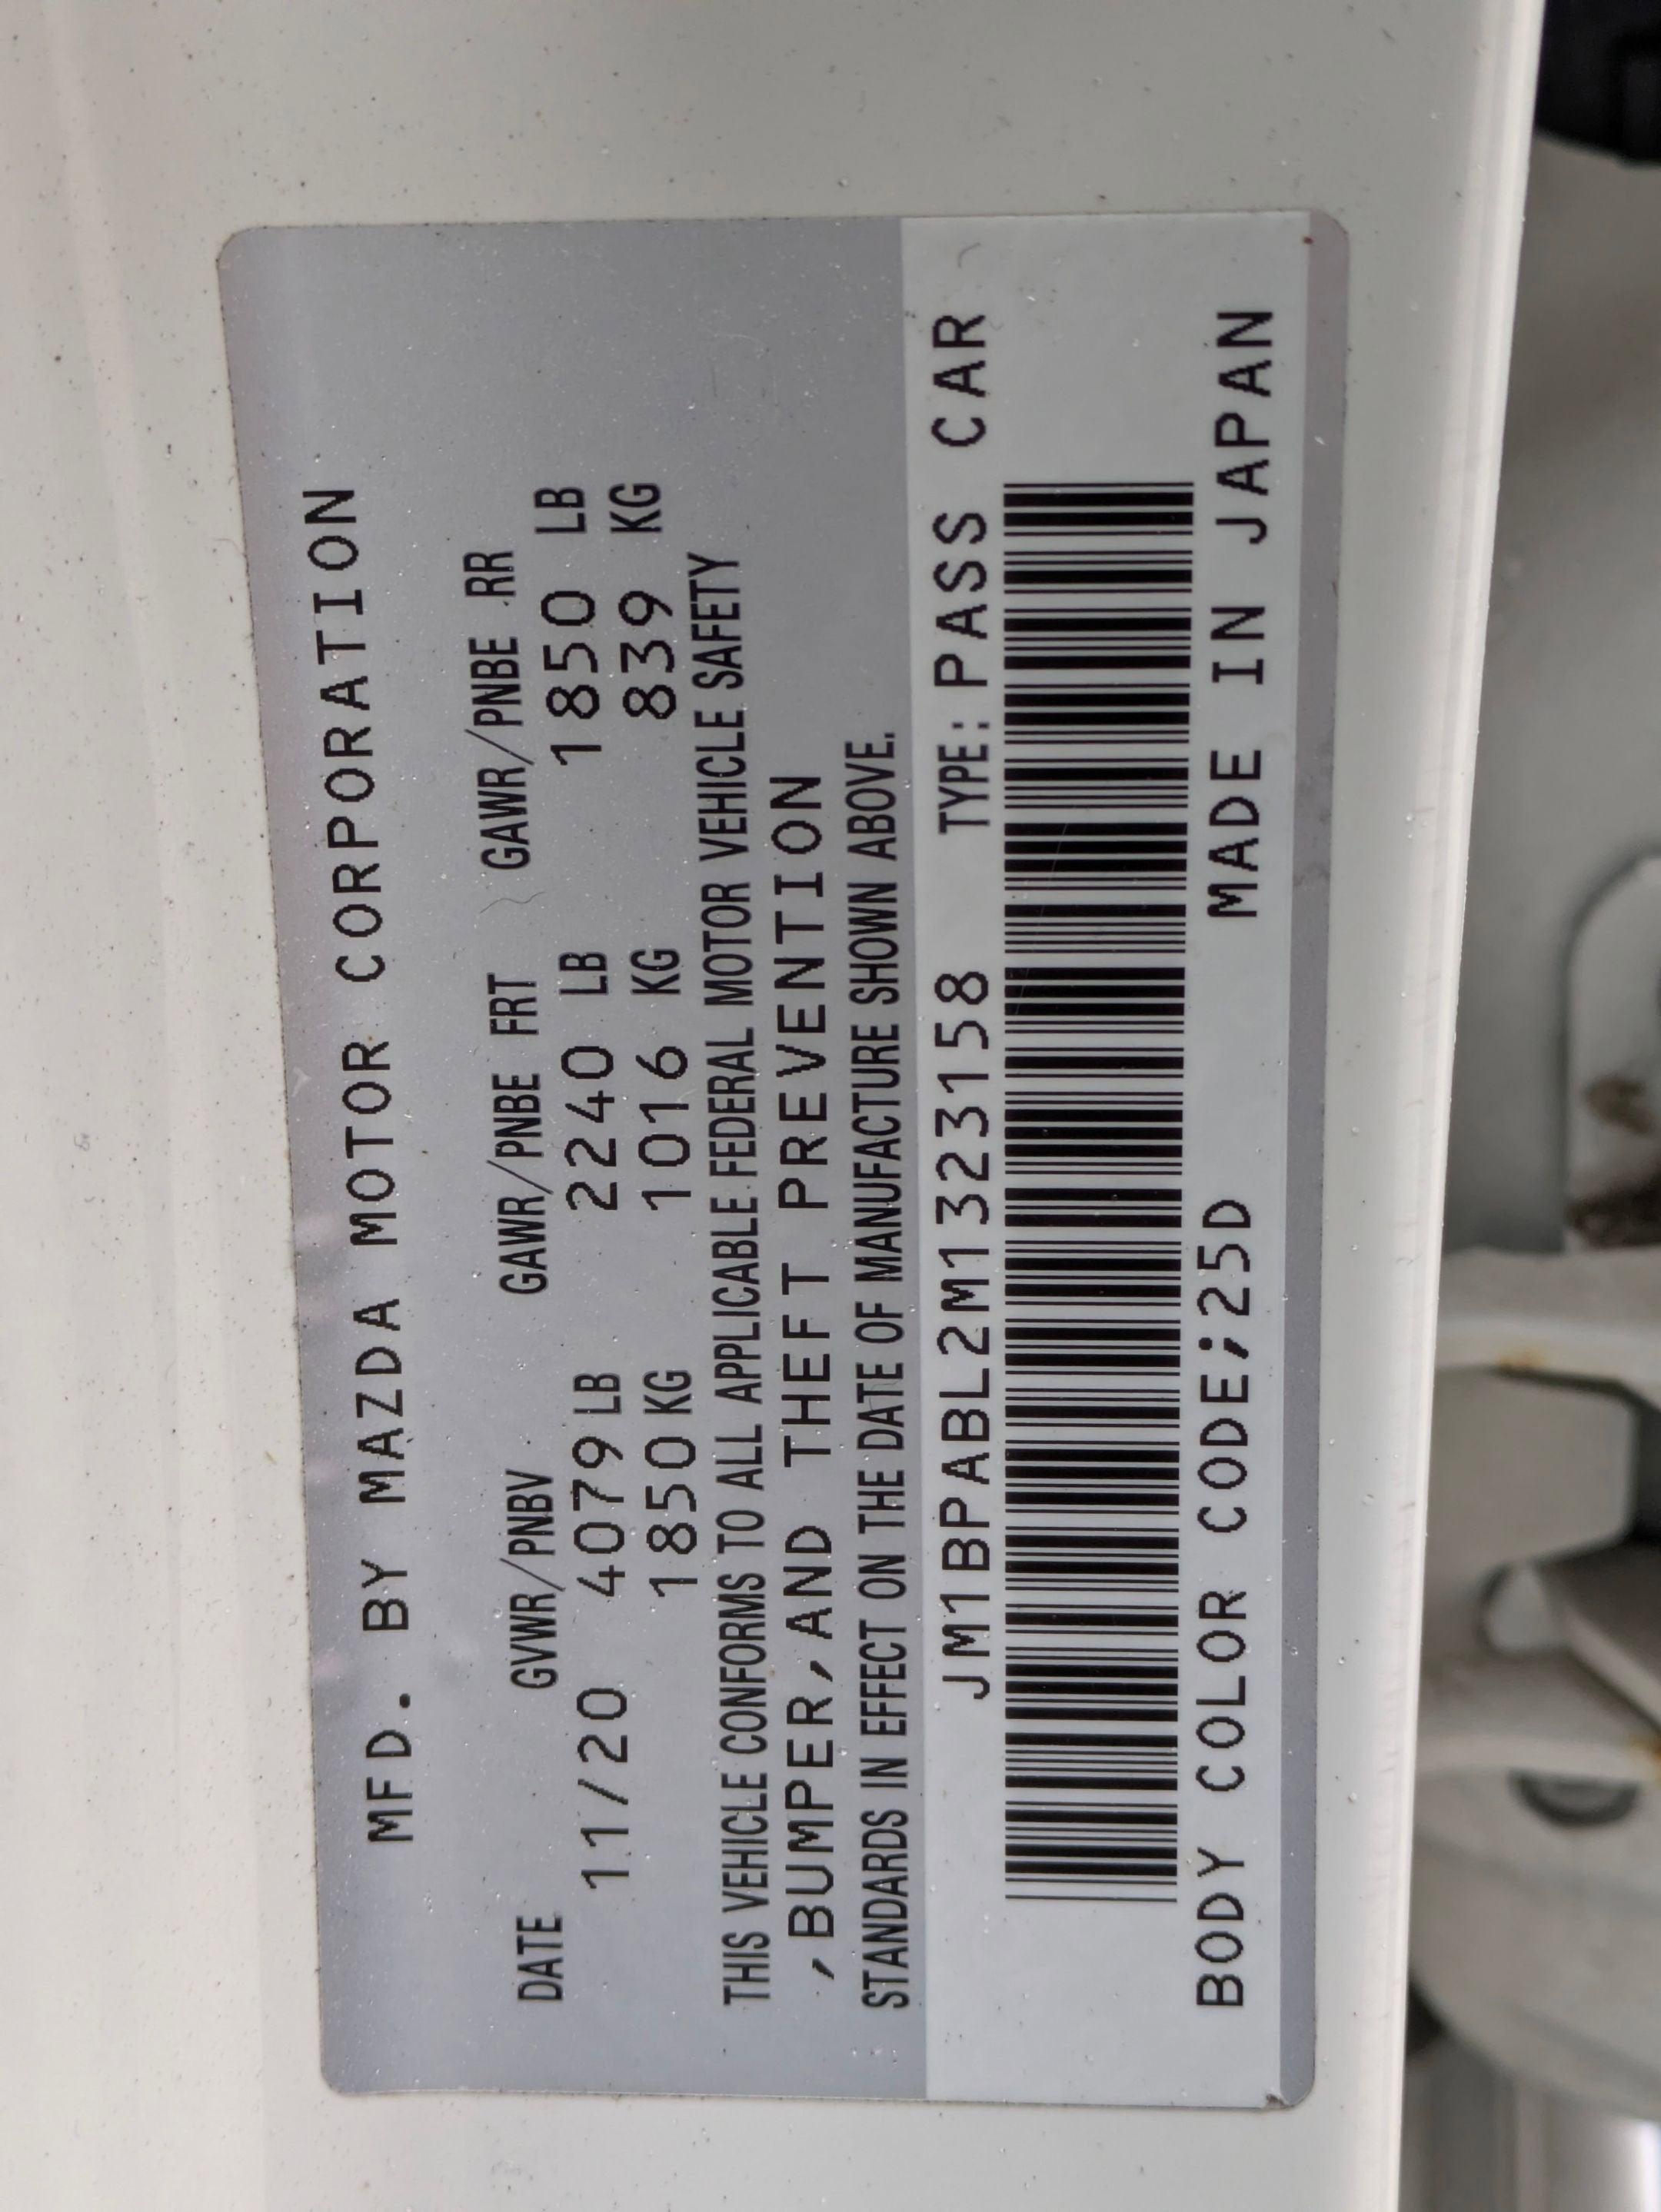 MFD. BY MAZDA MOTOR CORPORATION
DATE GVWR/PNBV GAWR/PNBE FRT GAWR/PNBE RR
11/20 4079 LB 2240 LB 1850 LB
1850 KG 1016 KG 839 KG
THIS VEHICLE CONFORMS TO ALL APPLICABLE FEDERAL MOTOR VEHICLE SAFETY
,BUMPER,AND THEFT PREVENTION
STANDARDS IN EFFECT ON THE DATE OF MANUFACTURE SHOWN ABOVE.
JM1BPABL2M1323158 TYPE: PASS CAR
BODY COLOR CODE;25D MADE IN JAPAN